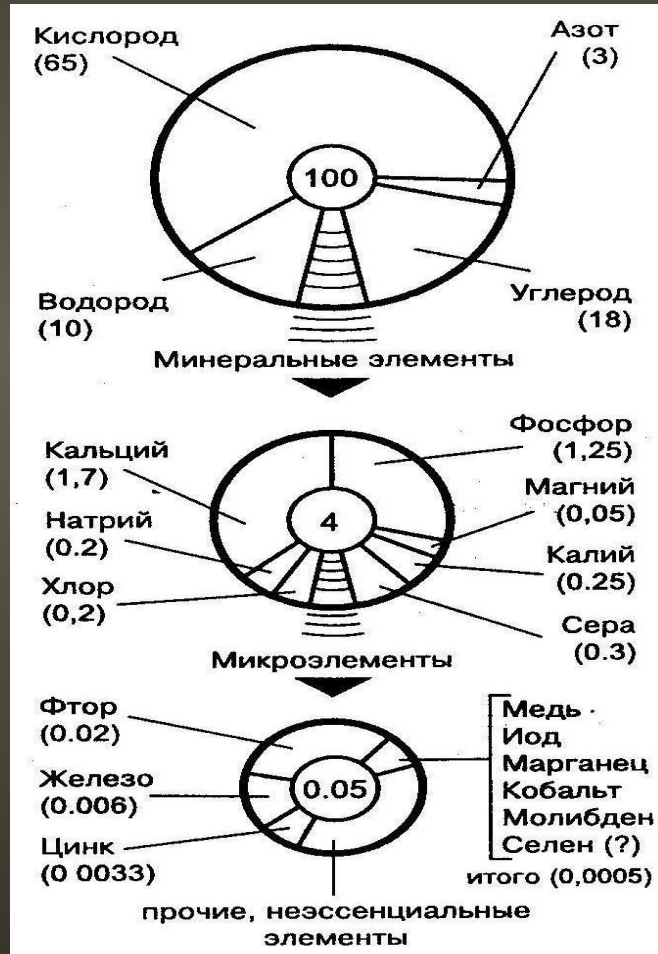 Кислород
(65)
Азот
(3)
100
Водород
(10)
Углерод
(18)
Минеральные элементы
Кальций
(1,7)
Фосфор
(1,25)
Магний
(0,05)
Натрий
(0.2)
4
Калий
(0.25)
Хлор
(0,2)
Сера
(0.3)
Микроэлементы
Фтор
(0.02)
Железо
(0.006)
Цинк
(0 0033)
0.05
Медь
Иод
Марганец
Кобальт
Молибден
Селен (?)
итого (0,0005)
прочие, неэссенциальные
элементы